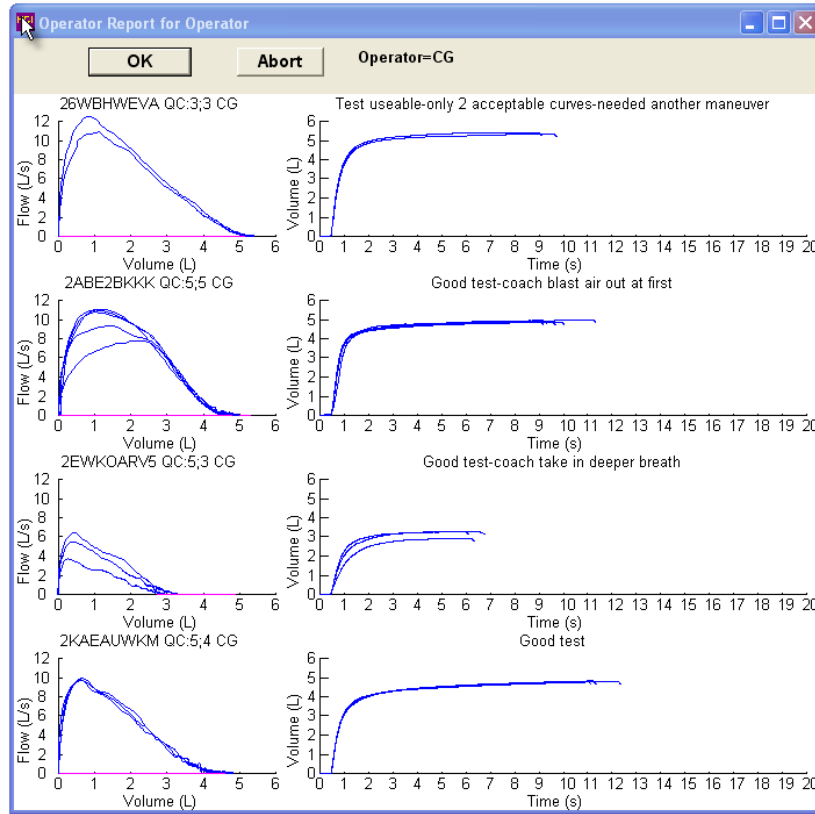 Operator Report for Operator
OK Abort Operator=CG
26WBHWEVA QC:3;3 CG Test useable-only 2 acceptable curves-needed another maneuver
12
10
8
6
4
2
0
Flow (L/s)
0 1 2 3 4 5 6
Volume (L)
6
5
4
3
2
1
0
Volume (L)
0 1 2 3 4 5 6 7 8 9 10 11 12 13 14 15 16 17 18 19 20
Time (s)
2ABE2BKKK QC:5;5 CG Good test-coach blast air out at first
12
10
8
6
4
2
0
Flow (L/s)
0 1 2 3 4 5 6
Volume (L)
6
5
4
3
2
1
0
Volume (L)
0 1 2 3 4 5 6 7 8 9 10 11 12 13 14 15 16 17 18 19 20
Time (s)
2EWKOARV5 QC:5;3 CG Good test-coach take in deeper breath
12
10
8
6
4
2
0
Flow (L/s)
0 1 2 3 4 5 6
Volume (L)
6
5
4
3
2
1
0
Volume (L)
0 1 2 3 4 5 6 7 8 9 10 11 12 13 14 15 16 17 18 19 20
Time (s)
2KAEAUWKM QC:5;4 CG Good test
12
10
8
6
4
2
0
Flow (L/s)
0 1 2 3 4 5 6
Volume (L)
6
5
4
3
2
1
0
Volume (L)
0 1 2 3 4 5 6 7 8 9 10 11 12 13 14 15 16 17 18 19 20
Time (s)